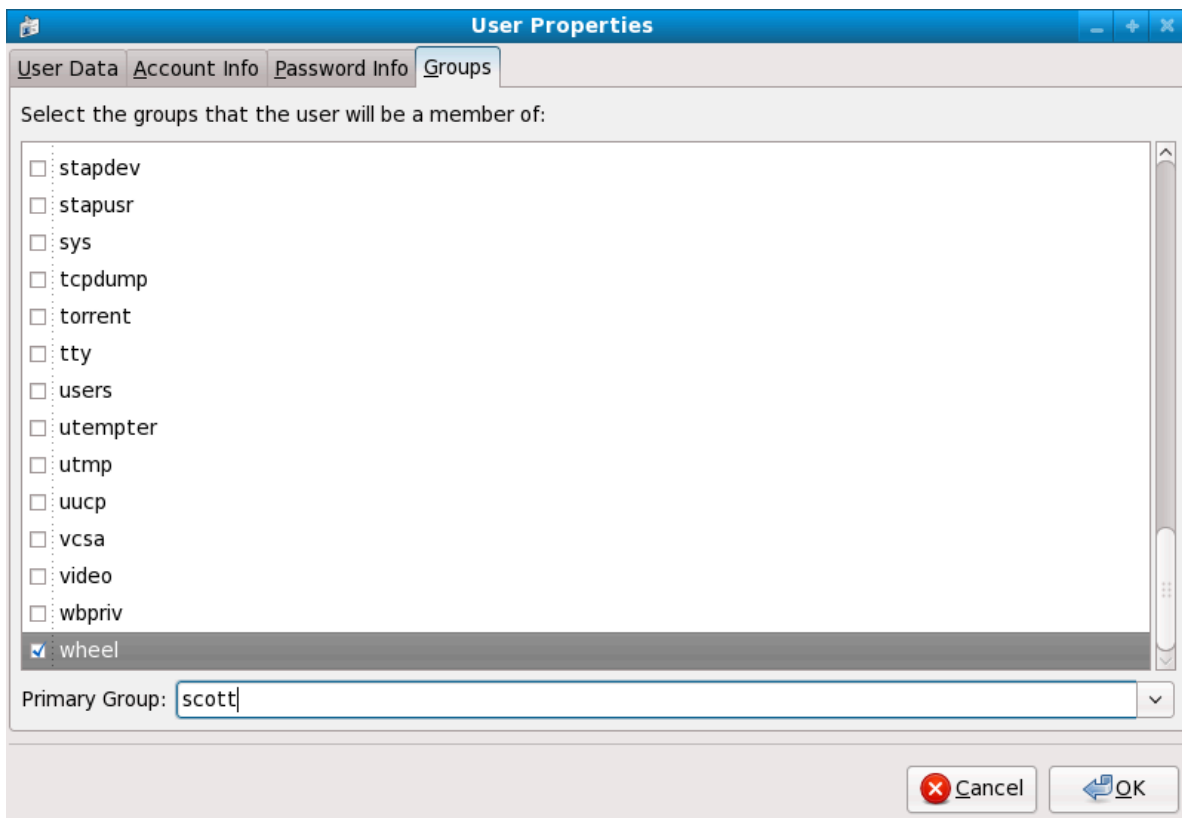 User Properties
User Data Account Info Password Info Groups
Select the groups that the user will be a member of:
stapdev
stapusr
sys
tcpdump
torrent
tty
users
utempter
utmp
uucp
vcsa
video
wbpriv
wheel
Primary Group: scott
Cancel OK